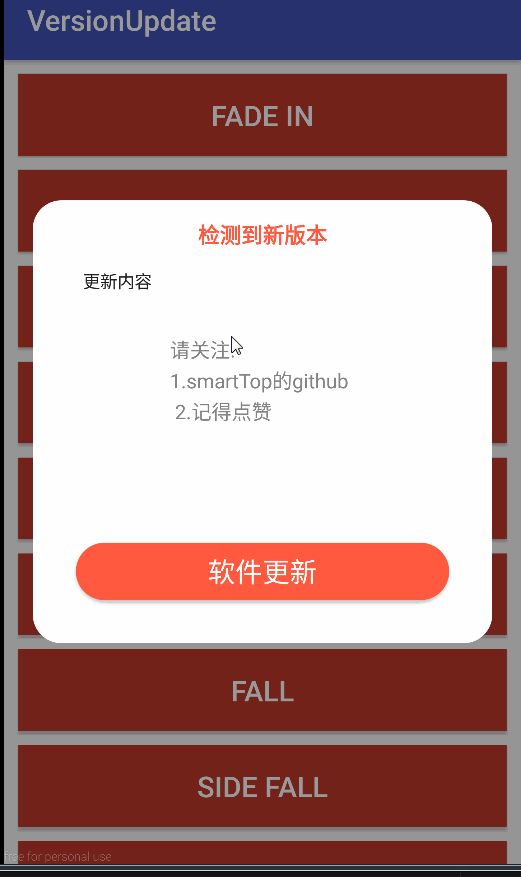 VersionUpdate
FADE IN
检测到新版本
更新内容
请关注:
1.smartTop的github
2.记得点赞
软件更新
FALL
SIDE FALL
free for personal use